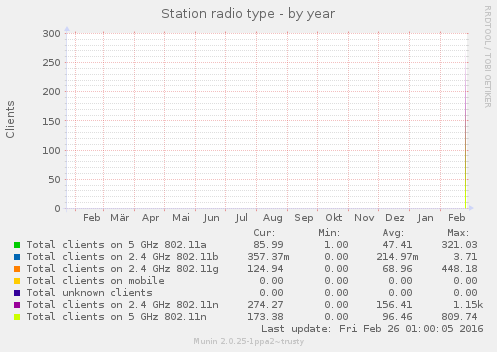 Station radio type - by year
RRDTOOL / TOBI OETIKER
Clients
300
250
200
150
100
50
0
Feb Mär Apr Mai Jun Jul Aug Sep Okt Nov Dez Jan Feb
Cur: Min: Avg: Max:
Total clients on 5 GHz 802.11a 85.99 1.00 47.41 321.03
Total clients on 2.4 GHz 802.11b 357.37m 0.00 214.97m 3.71
Total clients on 2.4 GHz 802.11g 124.94 0.00 68.96 448.18
Total clients on mobile 0.00 0.00 0.00 0.00
Total unknown clients 0.00 0.00 0.00 0.00
Total clients on 2.4 GHz 802.11n 274.27 0.00 156.41 1.15k
Total clients on 5 GHz 802.11n 173.38 0.00 96.46 809.74
Last update: Fri Feb 26 01:00:05 2016
Munin 2.0.25-1ppa2~trusty